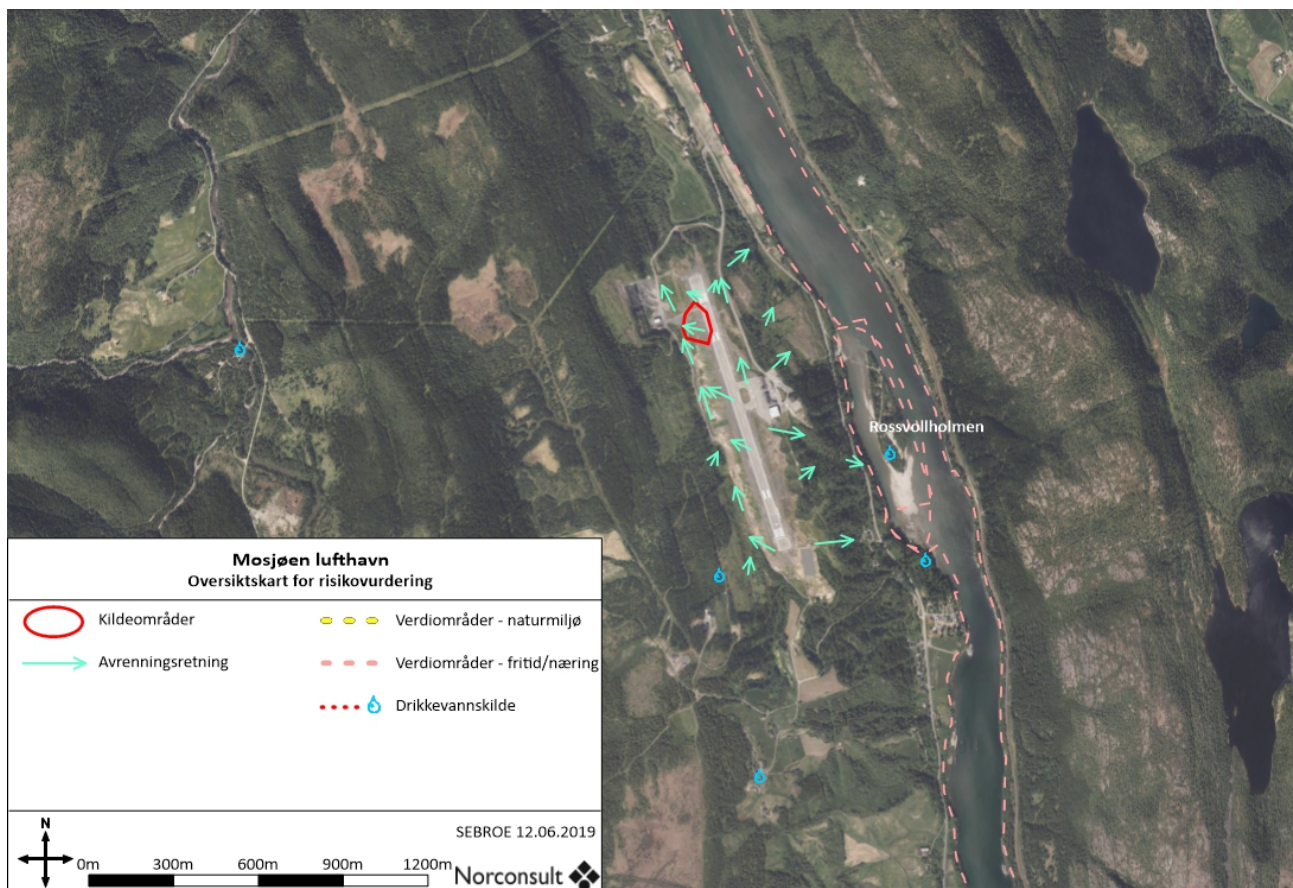 Rossvollholmen
Mosjøen lufthavn
Oversiktskart for risikovurdering
Kildeområder
Verdiområder - naturmiljø
Avrenningsretning
Verdiområder - fritid/næring
Drikkevannskilde
N
SEBROE 12.06.2019
0m 300m 600m 900m 1200m
Norconsult